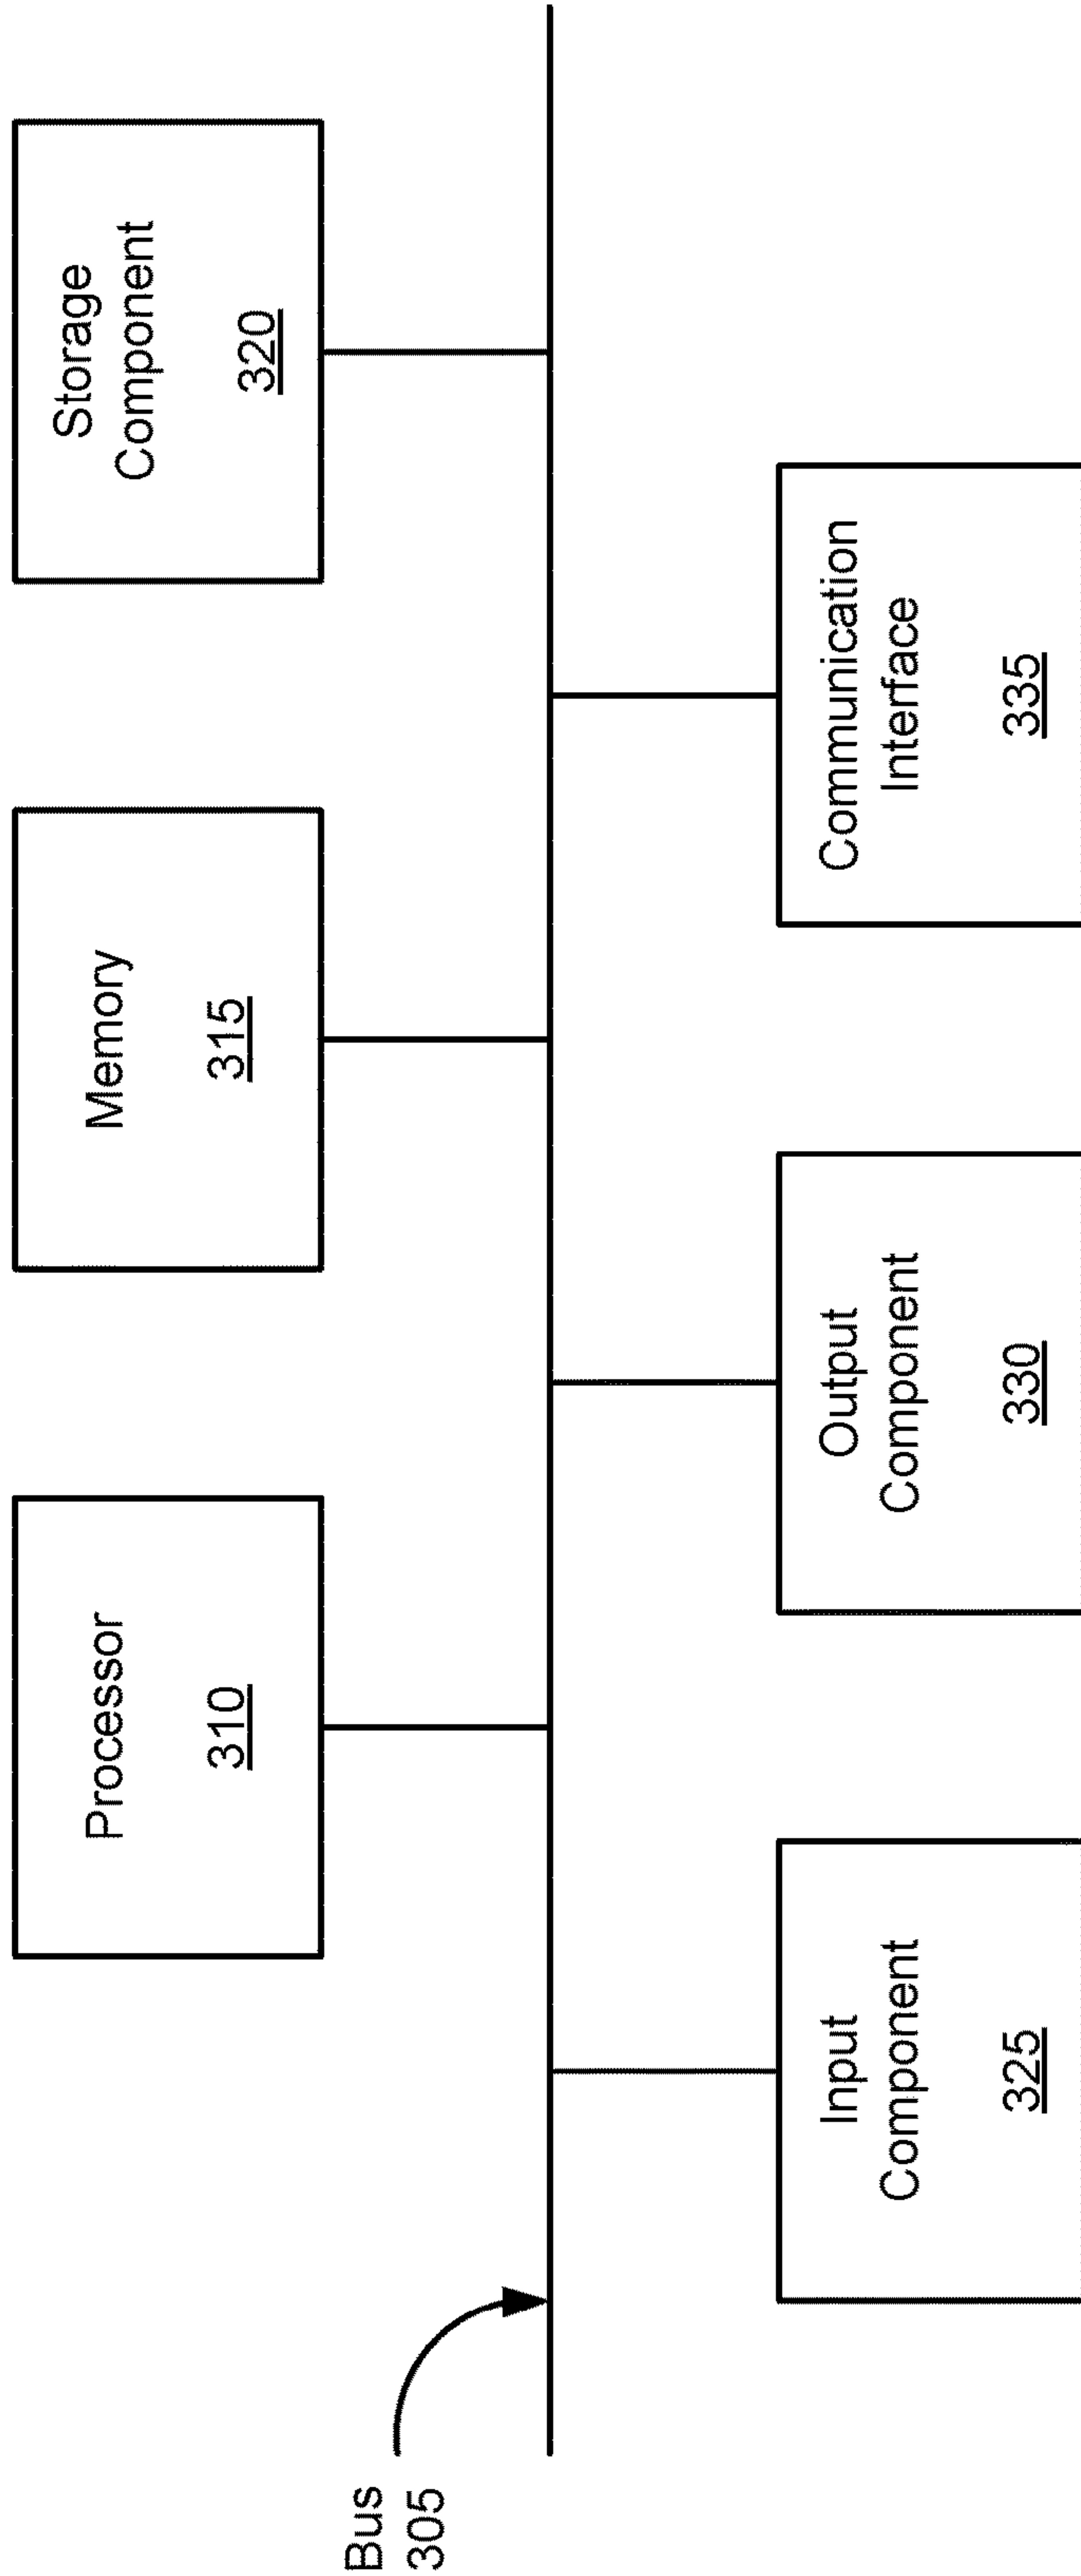 Processor
310
Memory
315
Storage
Component
320
Bus
305
Input
Component
325
Output
Component
330
Communication
Interface
335